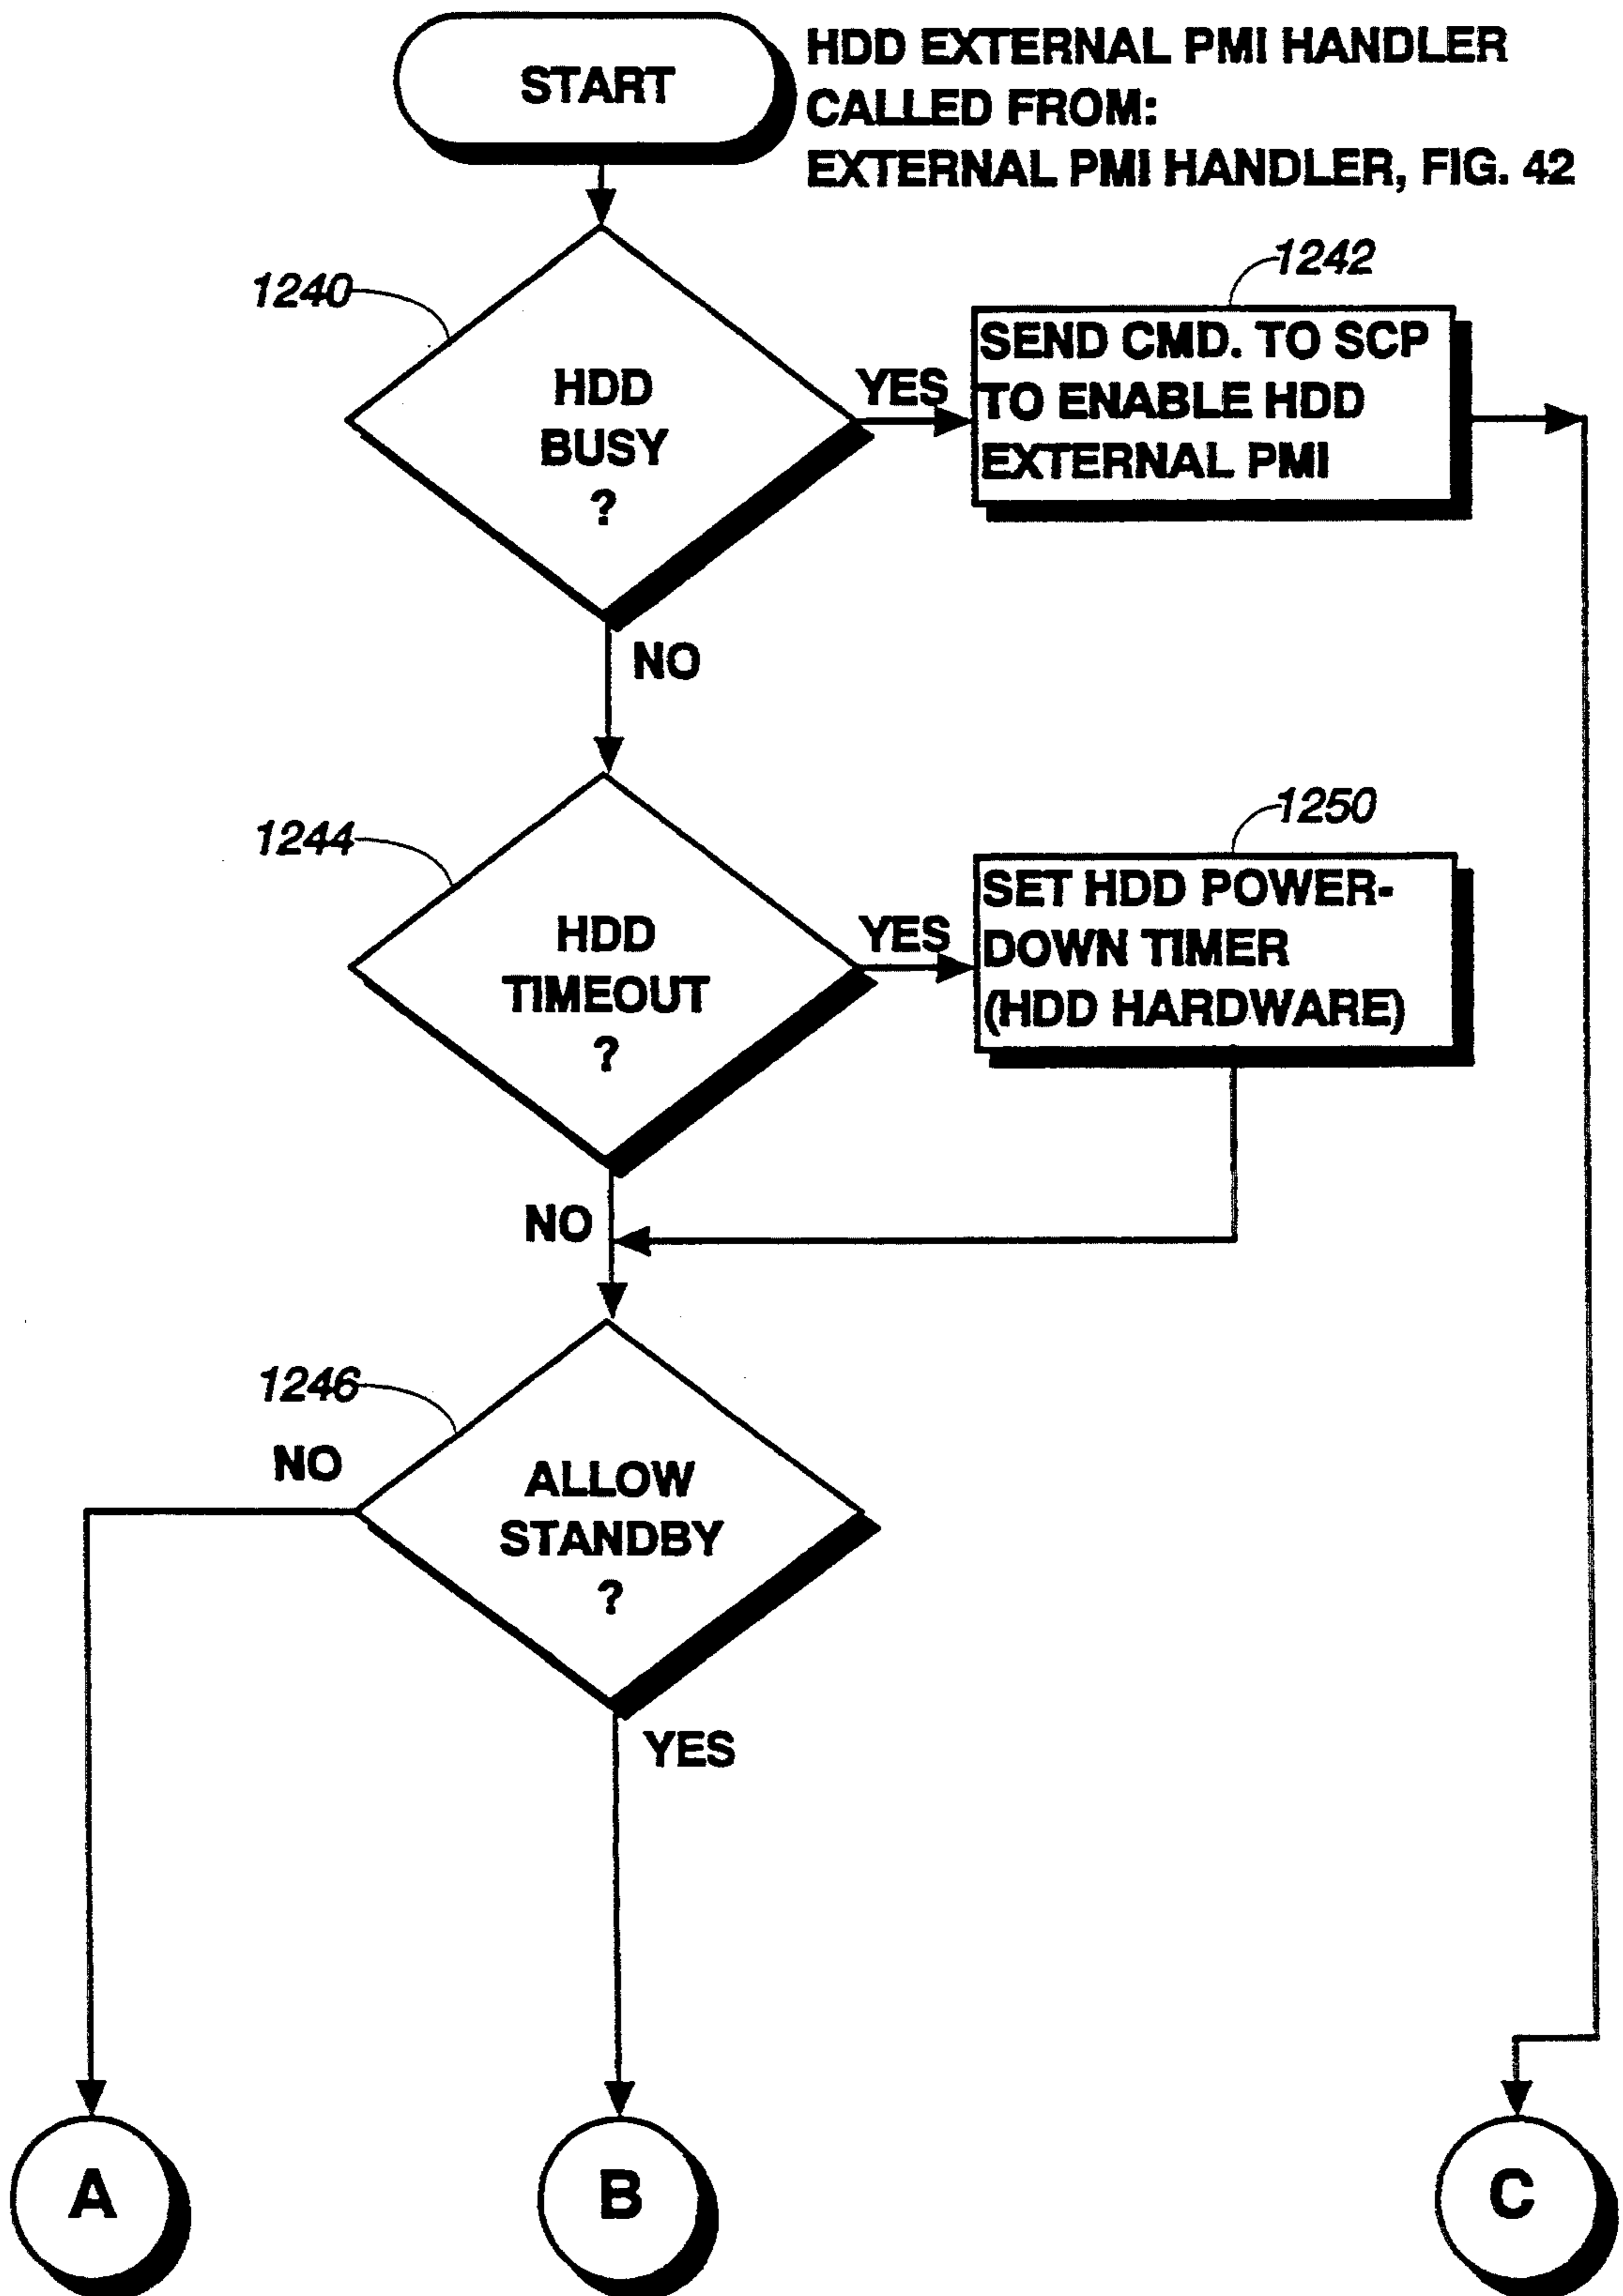 START
HDD EXTERNAL PMI HANDLER
CALLED FROM:
EXTERNAL PMI HANDLER, FIG. 42
1240
HDD
BUSY
?
YES
1242
SEND CMD. TO SCP
TO ENABLE HDD
EXTERNAL PMI
NO
1244
HDD
TIMEOUT
?
YES
1250
SET HDD POWER-
DOWN TIMER
(HDD HARDWARE)
NO
1246
NO
ALLOW
STANDBY
?
YES
A
B
C